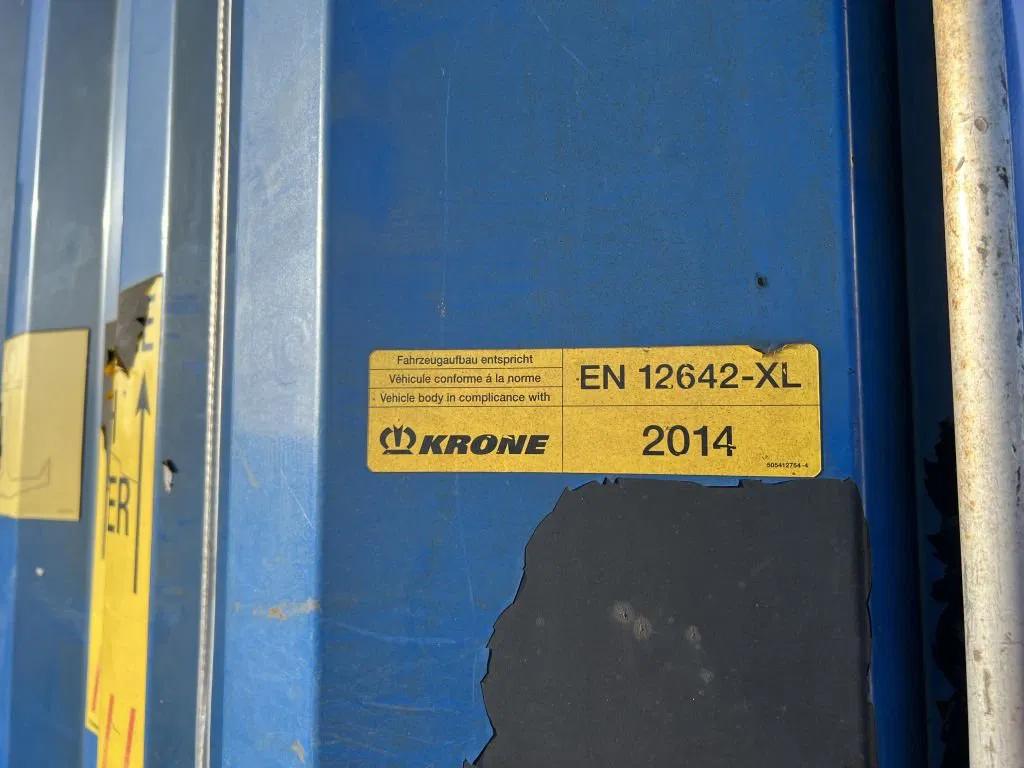 Fahrzeugaufbau entspricht
Véhicule conforme á la norme
Vehicle body in complicance with
KRONE
EN 12642-XL
2014
505412754-4
E
H
ER